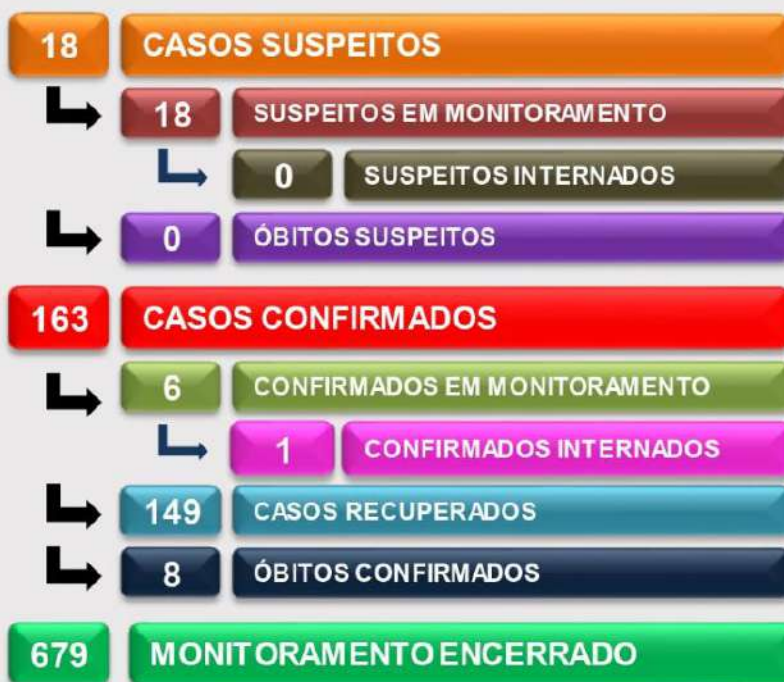 18 CASOS SUSPEITOS
18 SUSPEITOS EM MONITORAMENTO
0 SUSPEITOS INTERNADOS
0 ÓBITOS SUSPEITOS
163 CASOS CONFIRMADOS
6 CONFIRMADOS EM MONITORAMENTO
1 CONFIRMADOS INTERNADOS
149 CASOS RECUPERADOS
8 ÓBITOS CONFIRMADOS
679 MONITORAMENTO ENCERRADO